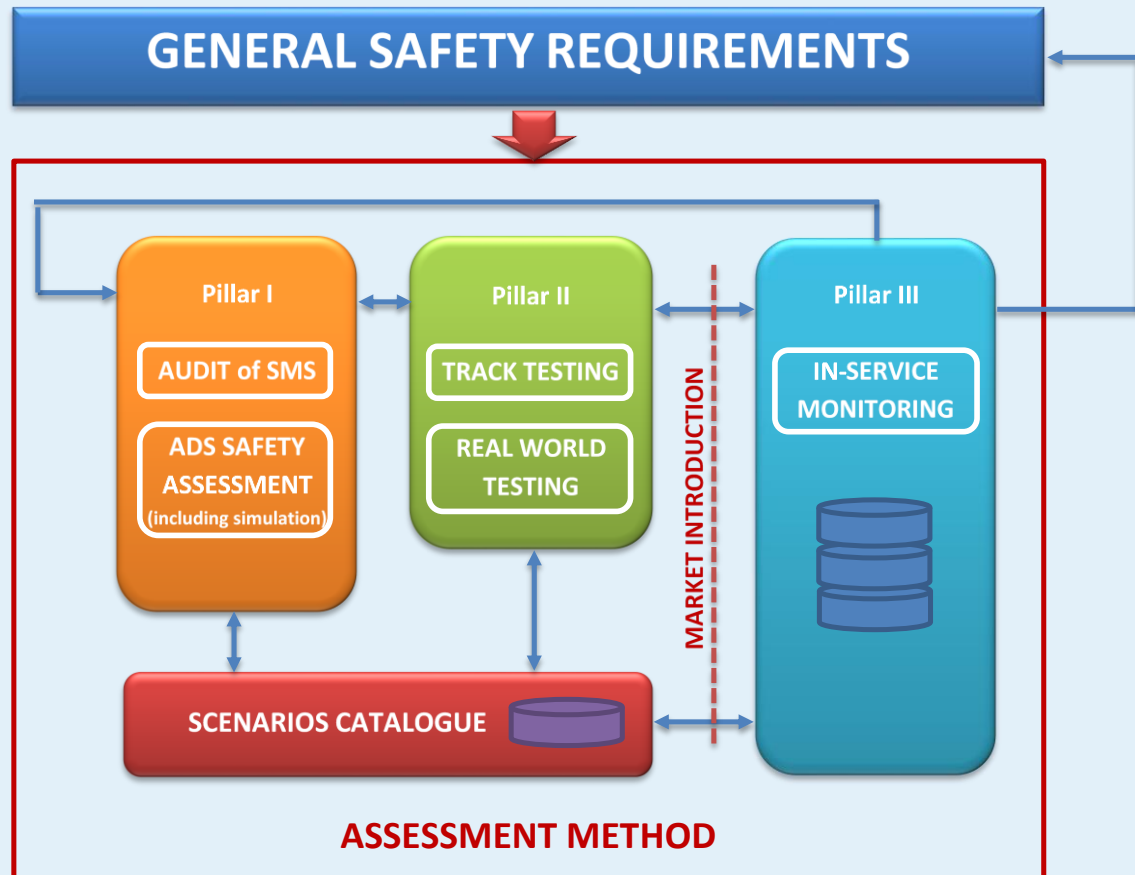 GENERAL SAFETY REQUIREMENTS
Pillar I
AUDIT of SMS
ADS SAFETY
ASSESSMENT
(including simulation)
Pillar II
TRACK TESTING
REAL WORLD
TESTING
MARKET INTRODUCTION
Pillar III
IN-SERVICE
MONITORING
SCENARIOS CATALOGUE
ASSESSMENT METHOD